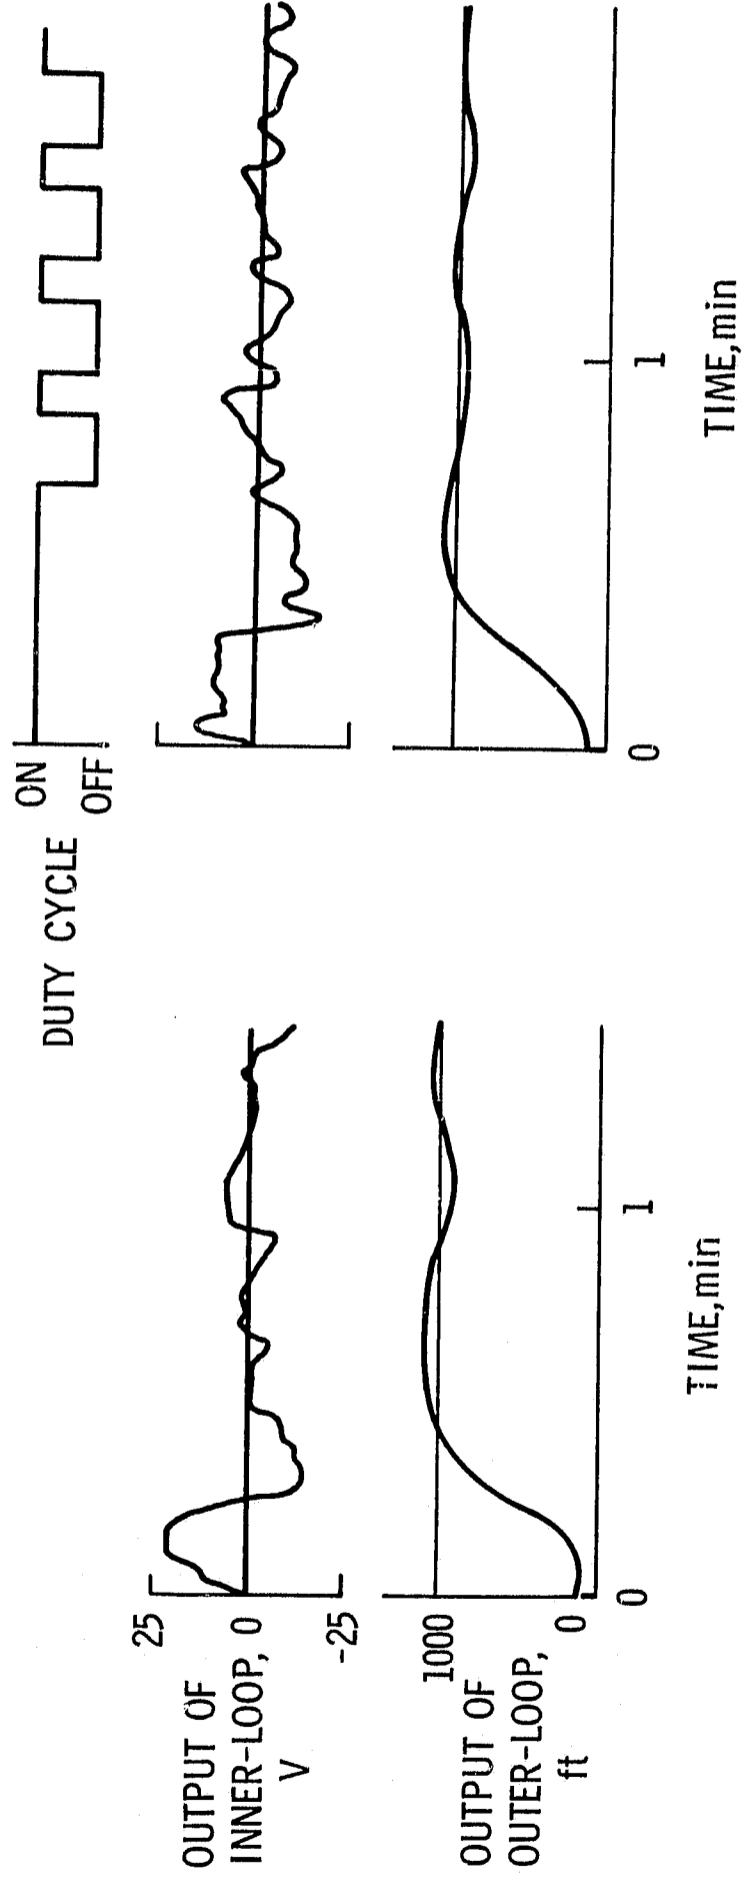 DUTY CYCLE
ON
OFF
OUTPUT OF
INNER-LOOP,
V
25
0
-25
OUTPUT OF
OUTER-LOOP,
ft
1000
0
0
1
TIME,min
0
1
TIME,min